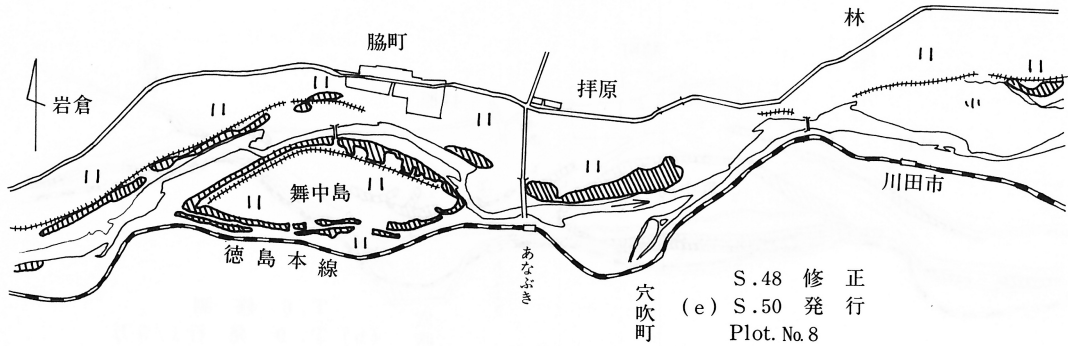 林
脇町
拝原
岩倉
舞中島
川田市
徳島本線
あなぶき
穴吹町
S.48 修 正
(e) S.50 発 行
Plot. No.8